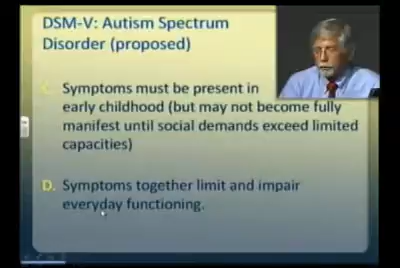 DSM-V: Autism Spectrum
Disorder (proposed)
C. Symptoms must be present in
early childhood (but may not become fully
manifest until social demands exceed limited
capacities)
D. Symptoms together limit and impair
everyday functioning.